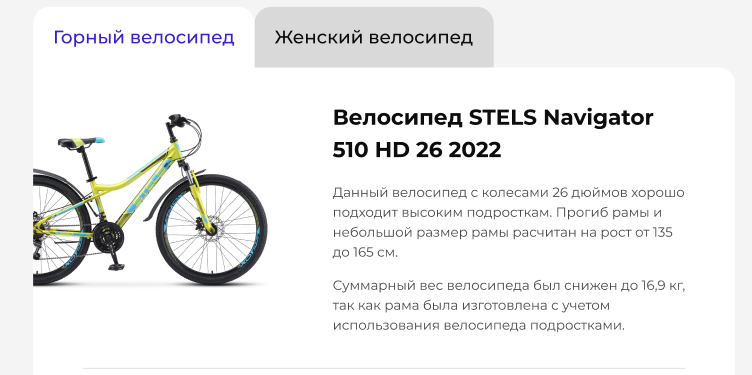 Горный велосипед
Женский велосипед
Велосипед STELS Navigator
510 HD 26 2022
Данный велосипед с колесами 26 дюймов хорошо
подходит высоким подросткам. Прогиб рамы и
небольшой размер рамы расчитан на рост от 135
до 165 см.
Суммарный вес велосипеда был снижен до 16,9 кг,
так как рама была изготовлена с учетом
использования велосипеда подростками.
STELS